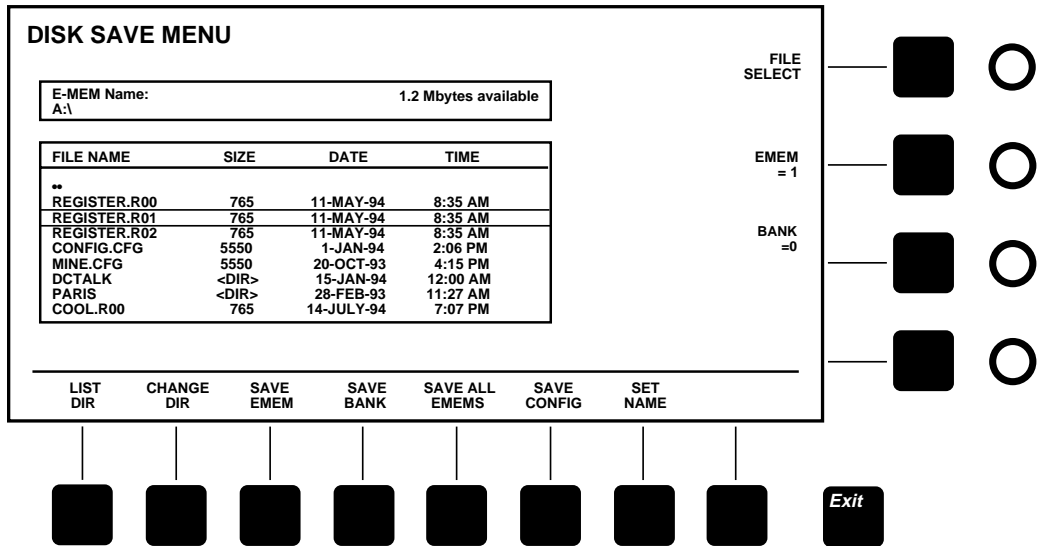 DISK SAVE MENU
FILE
SELECT
E-MEM Name: 1.2 Mbytes available
A:\
FILE NAME SIZE DATE TIME
••
REGISTER.R00 765 11-MAY-94 8:35 AM
REGISTER.R01 765 11-MAY-94 8:35 AM
REGISTER.R02 765 11-MAY-94 8:35 AM
CONFIG.CFG 5550 1-JAN-94 2:06 PM
MINE.CFG 5550 20-OCT-93 4:15 PM
DCTALK <DIR> 15-JAN-94 12:00 AM
PARIS <DIR> 28-FEB-93 11:27 AM
COOL.R00 765 14-JULY-94 7:07 PM
EMEM
= 1
BANK
=0
LIST CHANGE SAVE SAVE SAVE ALL SAVE SET
DIR DIR EMEM BANK EMEMS CONFIG NAME
Exit